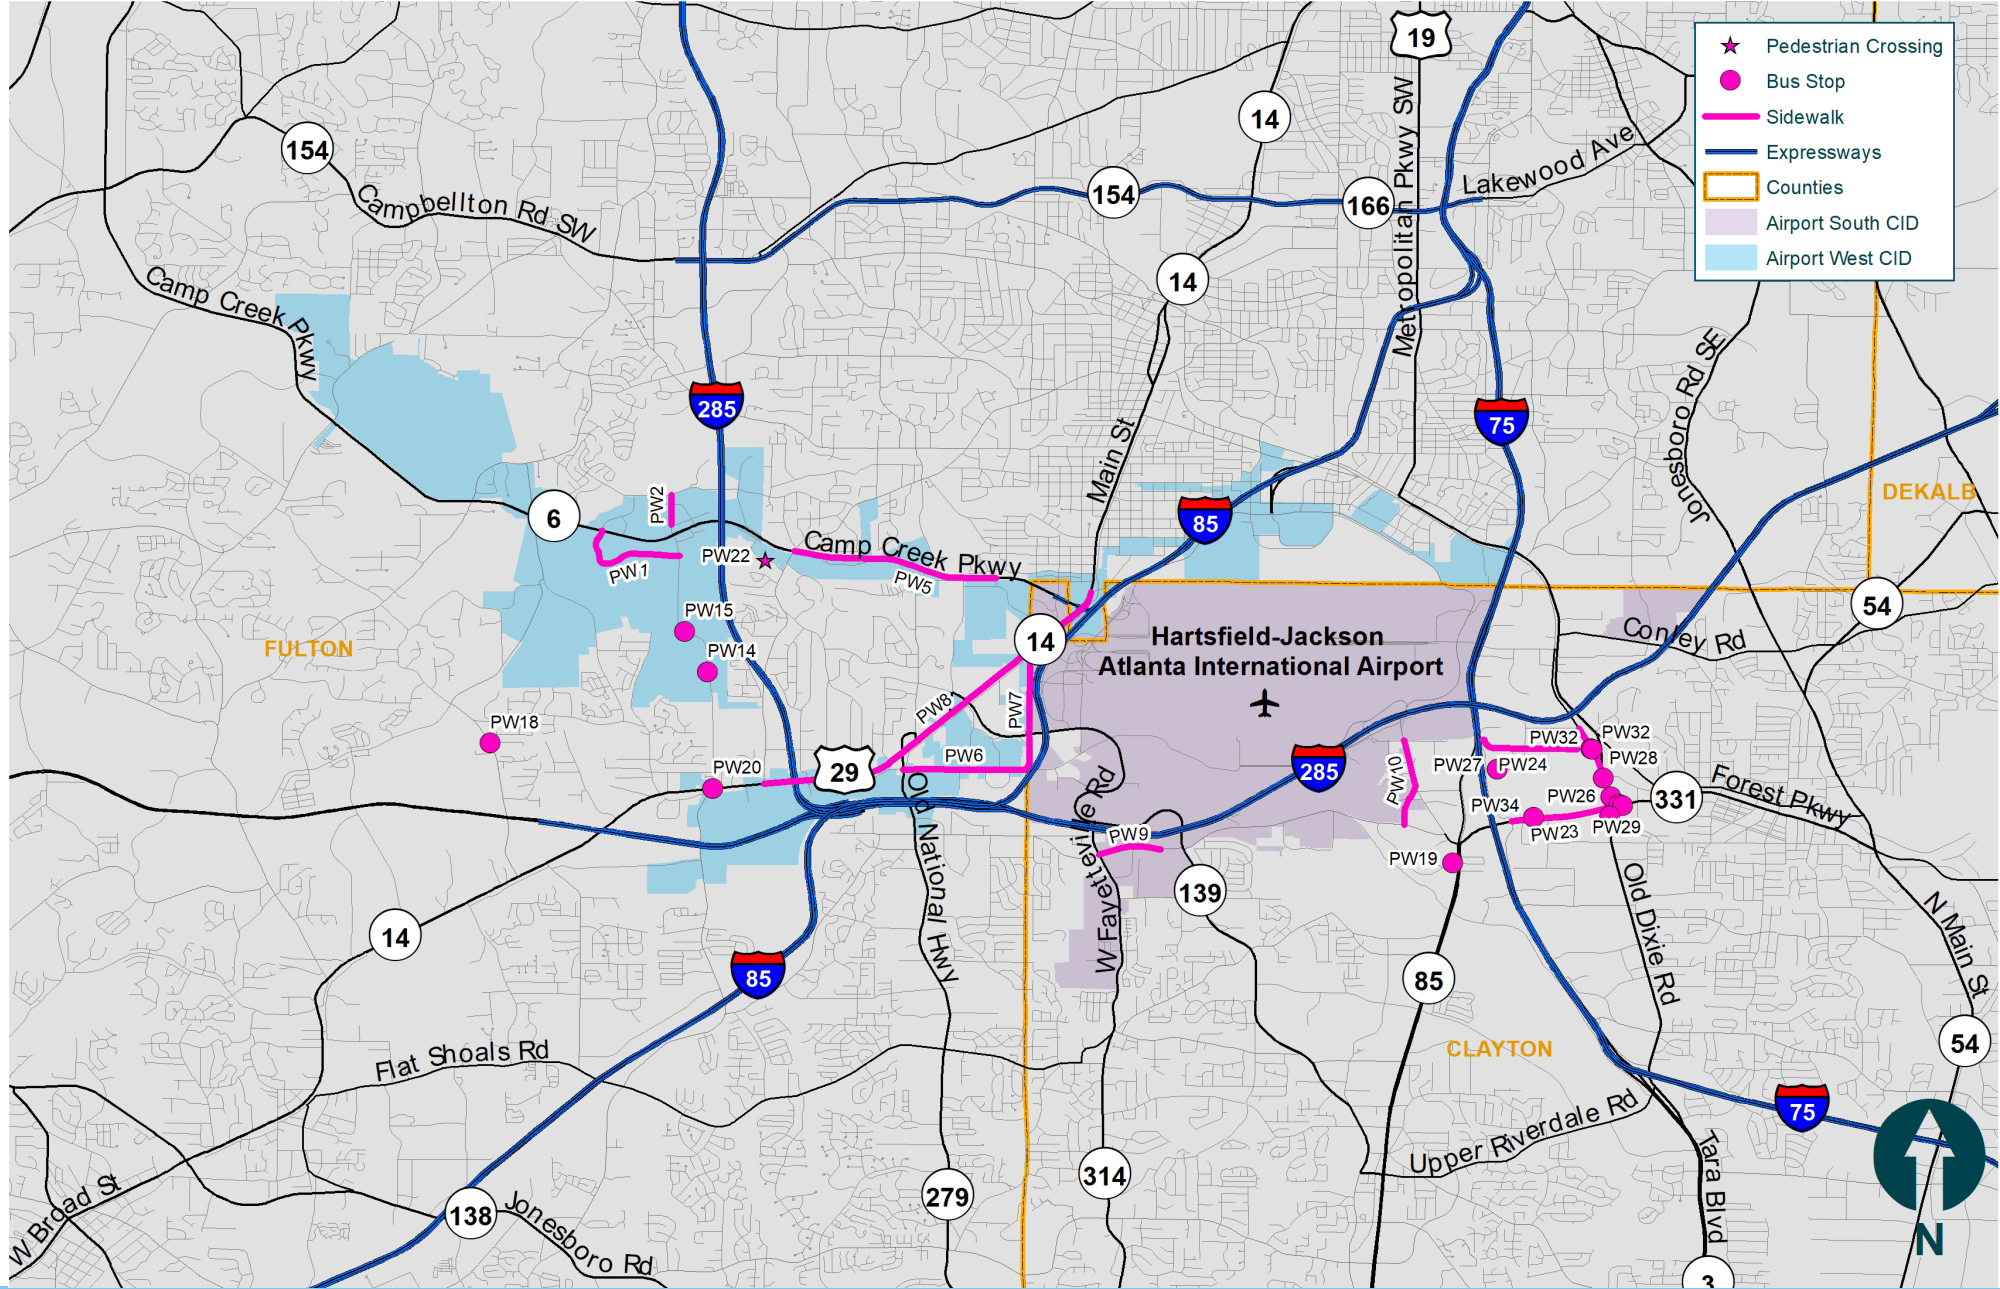 19
Pedestrian Crossing
Bus Stop
Sidewalk
Expressways
Counties
Airport South CID
Airport West CID
14
154
Campbellton Rd SW
154
166
Metropolitan Pkwy SW
Lakewood Ave
14
Camp Creek Pkwy
285
75
Jonesboro Rd SE
Main St
DEKALB
6
PW2
85
PW22
Camp Creek Pkwy
PW1
PW5
54
PW15
FULTON
PW14
14
Hartsfield-Jackson
Atlanta International Airport
Conley Rd
PW8
PW7
PW18
PW32
PW32
PW6
PW20
29
285
PW10
PW27
PW24
PW28
Old National Hwy
W Fayetteville Rd
PW34
PW26
331
Forest Pkwy
PW9
PW23
PW29
PW19
139
Old Dixie Rd
N Main St
14
85
85
Flat Shoals Rd
CLAYTON
54
75
Upper Riverdale Rd
Tara Blvd
314
279
W Broad St
138
Jonesboro Rd
N
3